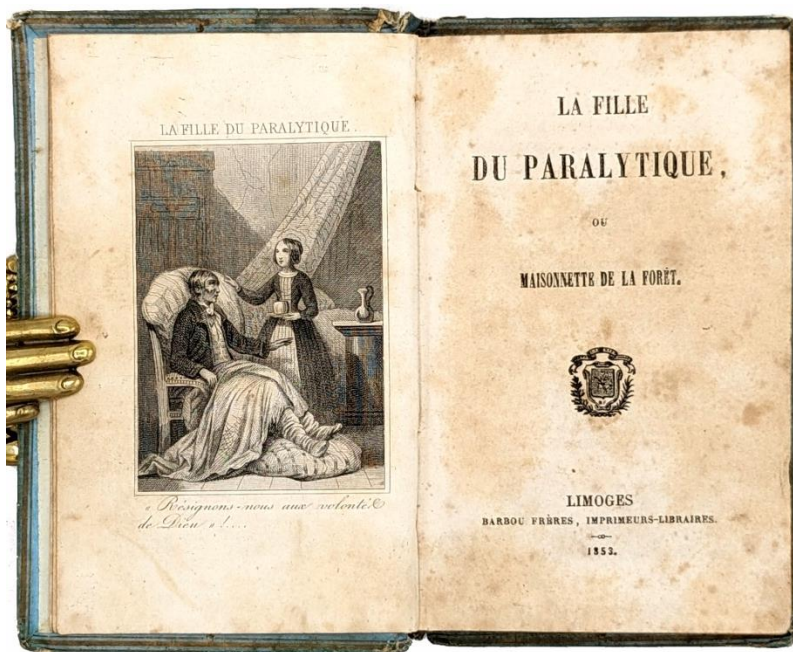 LA FILLE DU PARALYTIQUE.
« Résignons-nous aux volontés
de Dieu » !....
LA FILLE
DU PARALYTIQUE,
OU
MAISONNETTE DE LA FORÊT.
LIMOGES
BARBOU FRÈRES, IMPRIMEURS-LIBRAIRES.
1853.